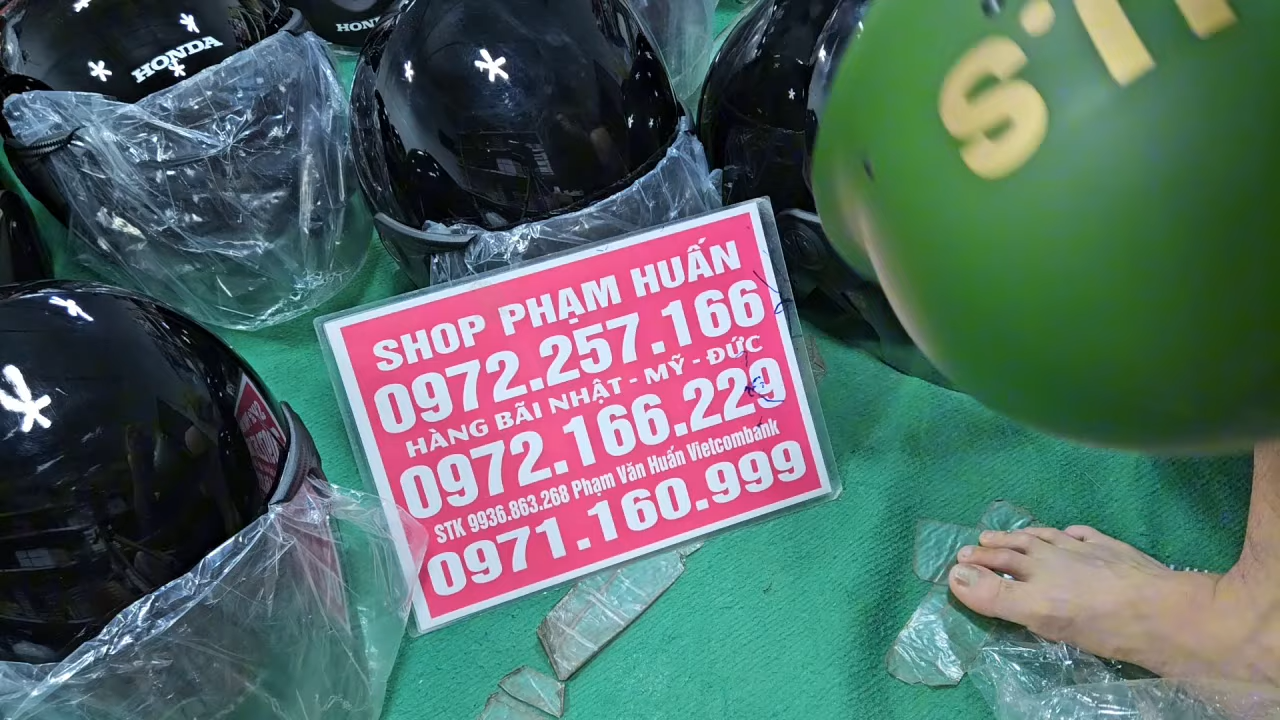 HONDA
HON
SHOP PHẠM HUẤN
0972.257.166
HÀNG BÃI NHẬT - MỸ - ĐỨC
0972.166.229
STK 9936.863.268 Phạm Văn Huấn Vietcombank
0971.160.999